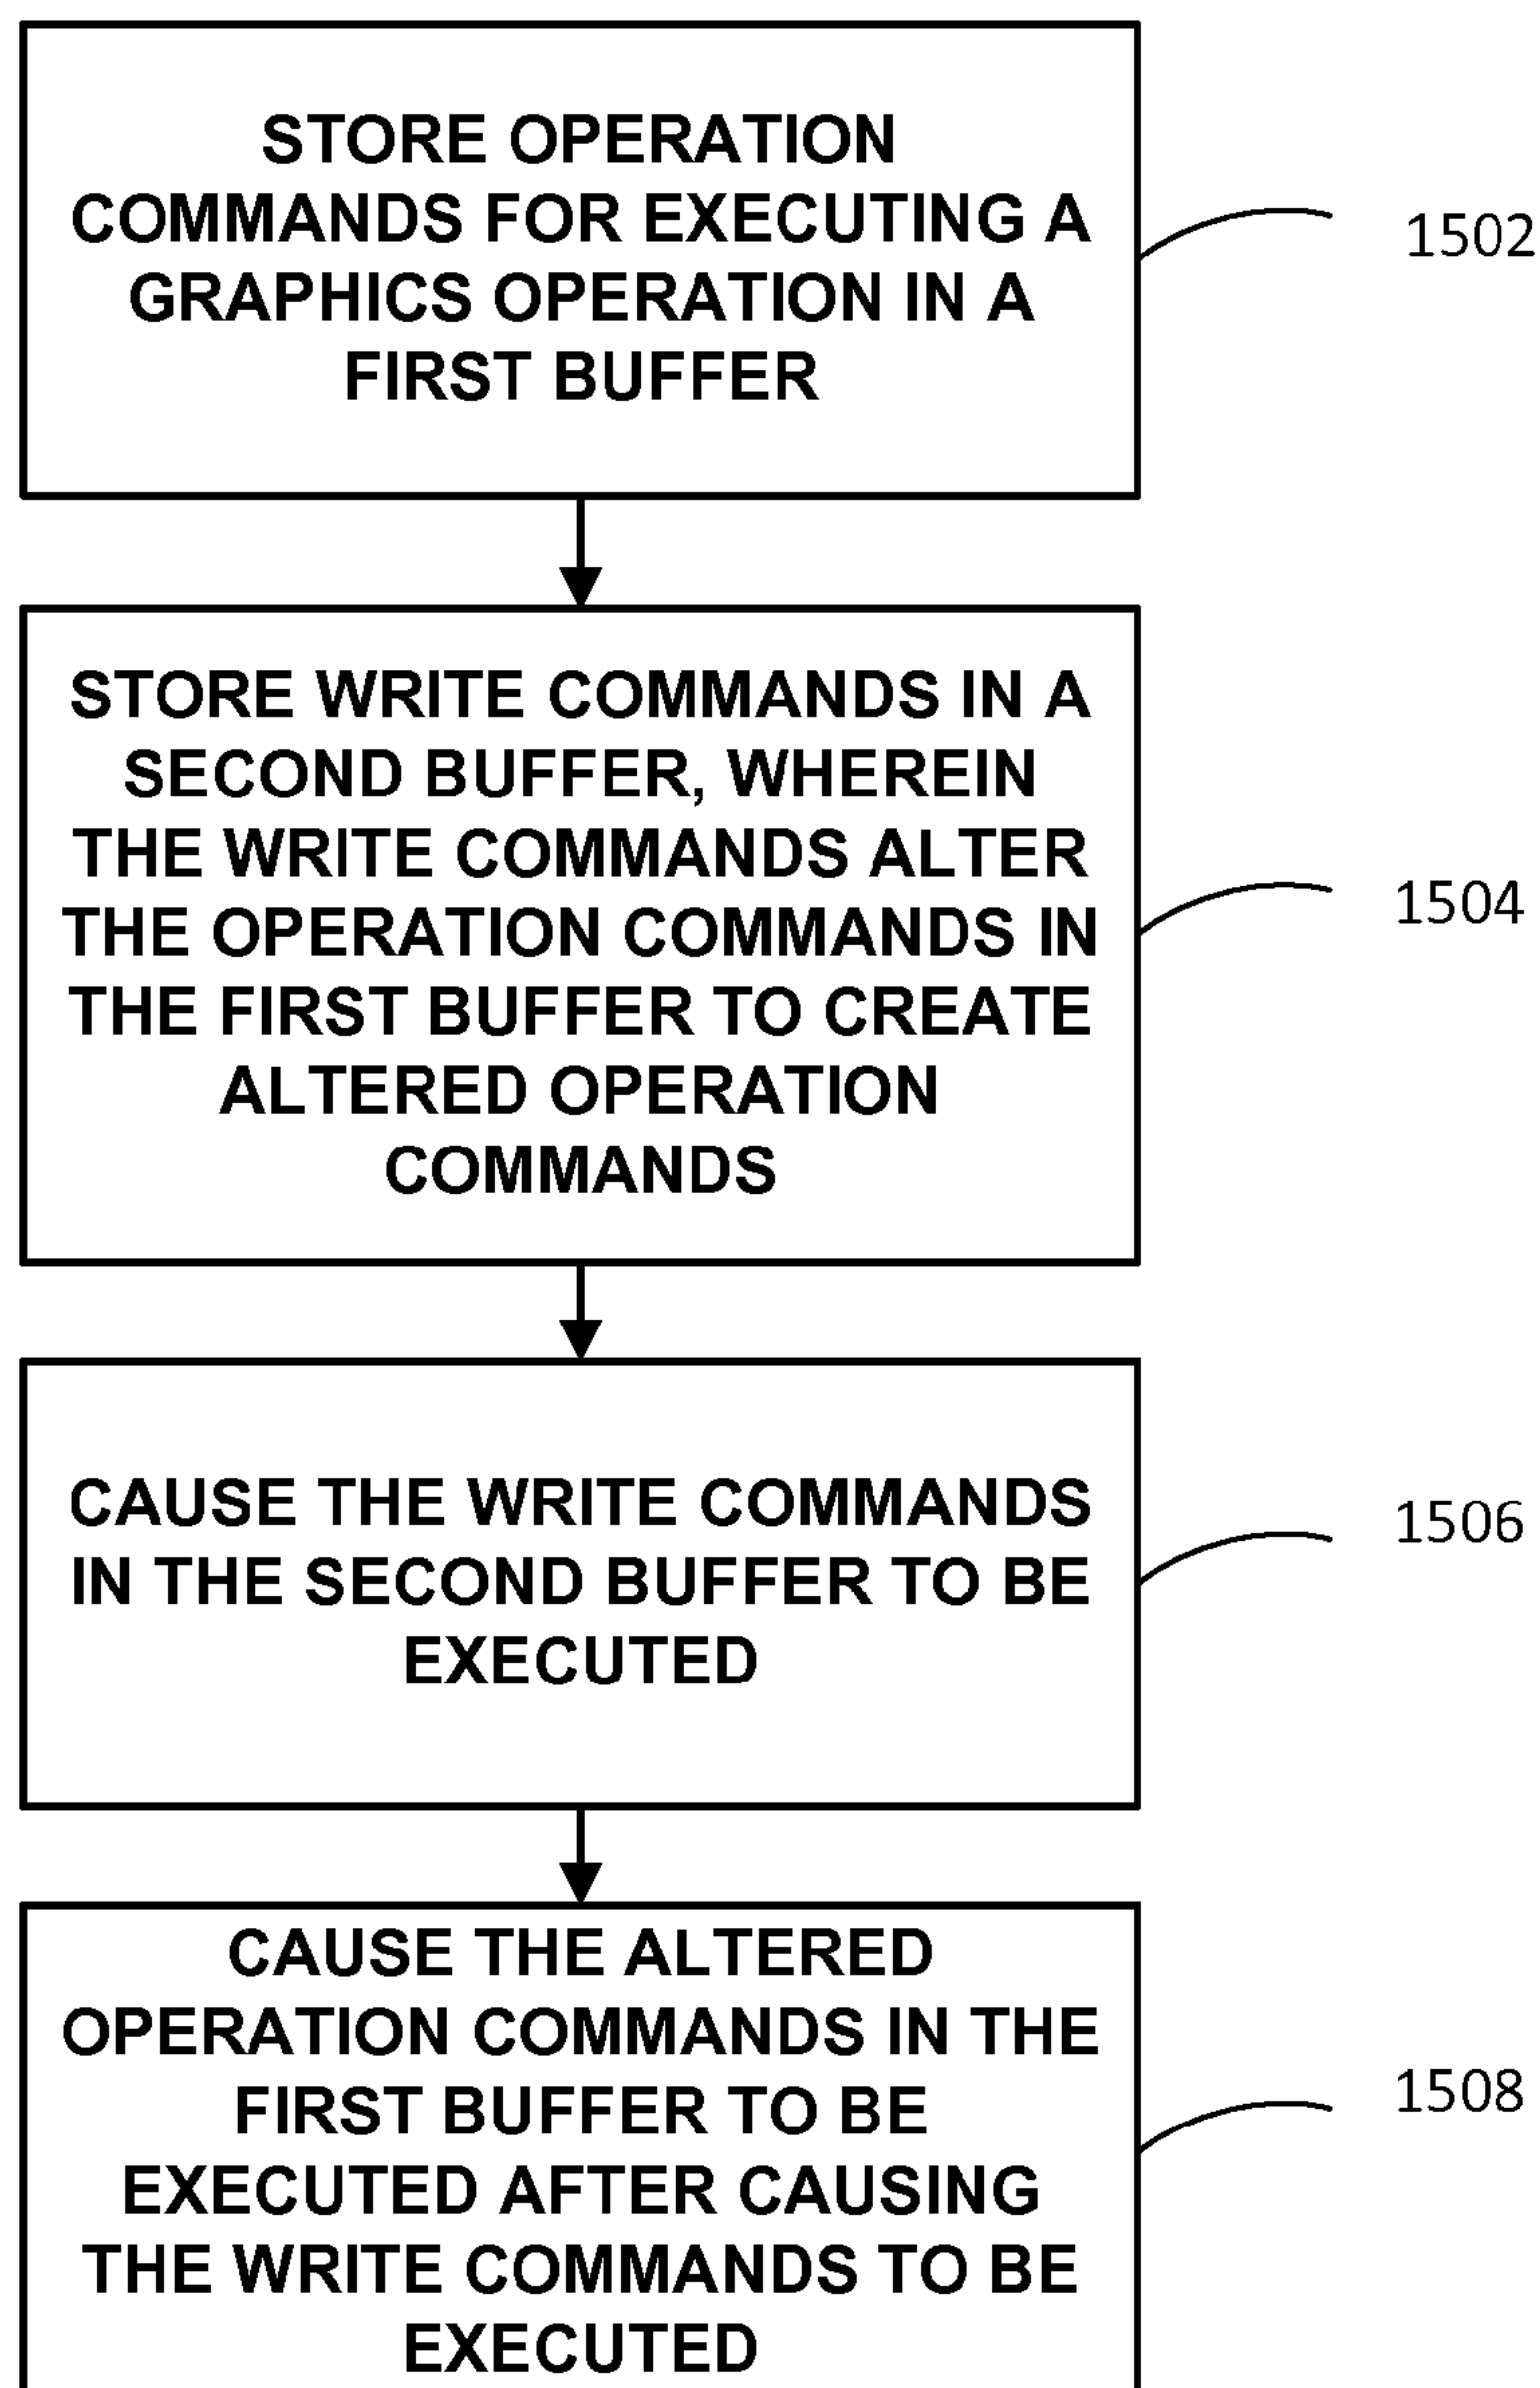 STORE OPERATION
COMMANDS FOR EXECUTING A
GRAPHICS OPERATION IN A
FIRST BUFFER
1502
STORE WRITE COMMANDS IN A
SECOND BUFFER, WHEREIN
THE WRITE COMMANDS ALTER
THE OPERATION COMMANDS IN
THE FIRST BUFFER TO CREATE
ALTERED OPERATION
COMMANDS
1504
CAUSE THE WRITE COMMANDS
IN THE SECOND BUFFER TO BE
EXECUTED
1506
CAUSE THE ALTERED
OPERATION COMMANDS IN THE
FIRST BUFFER TO BE
EXECUTED AFTER CAUSING
THE WRITE COMMANDS TO BE
EXECUTED
1508